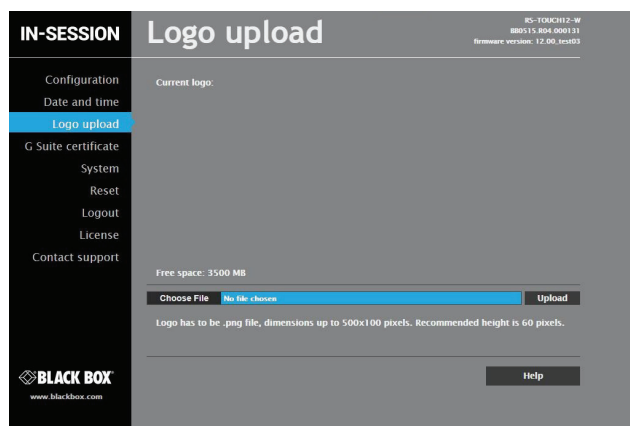 IN-SESSION
Logo upload
RS-TOUCH12-W
BB0515.R04.000131
firmware version: 12.00_test03
Configuration
Date and time
Logo upload
G Suite certificate
System
Reset
Logout
License
Contact support
Current logo:
Free space: 3500 MB
Choose File No file chosen Upload
Logo has to be .png file, dimensions up to 500x100 pixels. Recommended height is 60 pixels.
Help
BLACK BOX®
www.blackbox.com